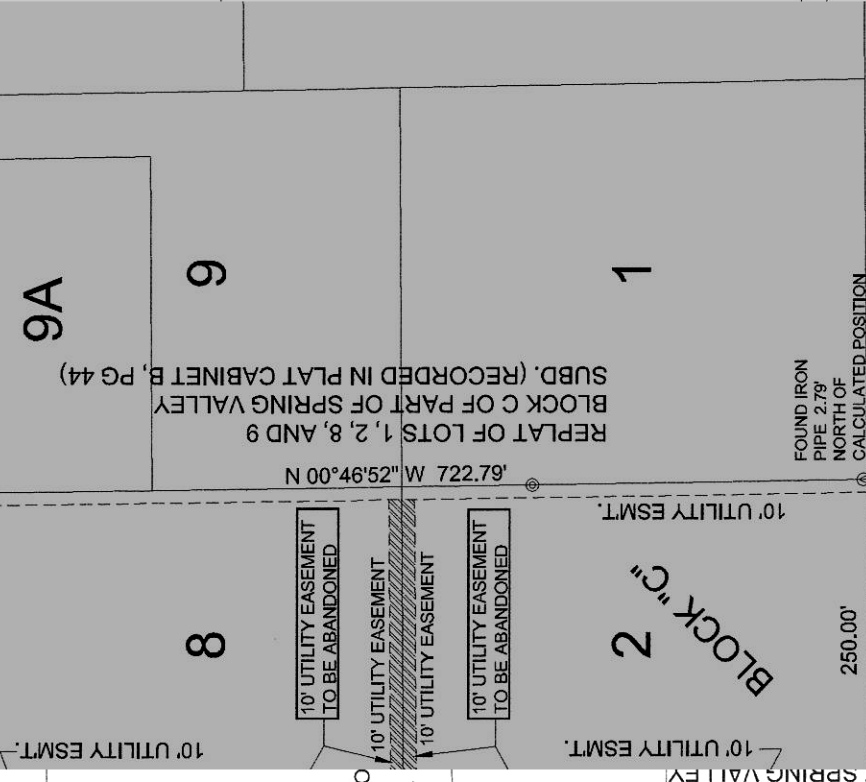 9A
9
1
REPLAT OF LOTS 1, 2, 8, AND 9
BLOCK C OF PART OF SPRING VALLEY
SUBD. (RECORDED IN PLAT CABINET B, PG 44)
N 00°46'52" W 722.79'
FOUND IRON
PIPE 2.79'
NORTH OF
CALCULATED POSITION
10' UTILITY ESMT.
8
10' UTILITY EASEMENT
TO BE ABANDONED
10' UTILITY EASEMENT
10' UTILITY EASEMENT
10' UTILITY EASEMENT
TO BE ABANDONED
2
BLOCK "C"
250.00'
10' UTILITY ESMT.
10' UTILITY ESMT.
SPRING VALLEY